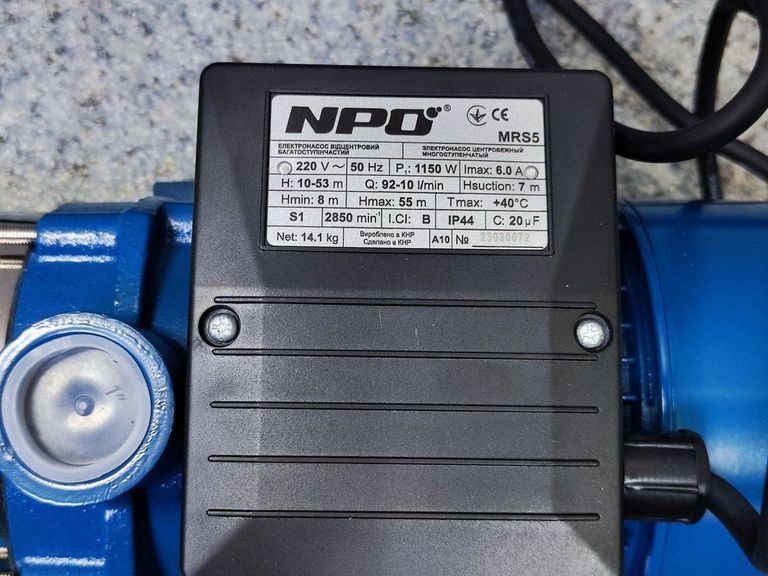 NPO ® CE
MRS5
ЕЛЕКТРОНАСОС ВІДЦЕНТРОВИЙ БАГАТОСТУПІНЧАСТИЙ
ЭЛЕКТРОНАСОС ЦЕНТРОБЕЖНЫЙ МНОГОСТУПЕНЧАТЫЙ
220 V ~ 50 Hz P₁: 1150 W Imax: 6.0 A
H: 10-53 m Q: 92-10 l/min Hsuction: 7 m
Hmin: 8 m Hmax: 55 m Tmax: +40°C
S1 2850 min⁻¹ I.Cl: B IP44 C: 20 µF
Net: 14.1 kg Вироблено в КНР Сделано в КНР A10 № 23030072
1"